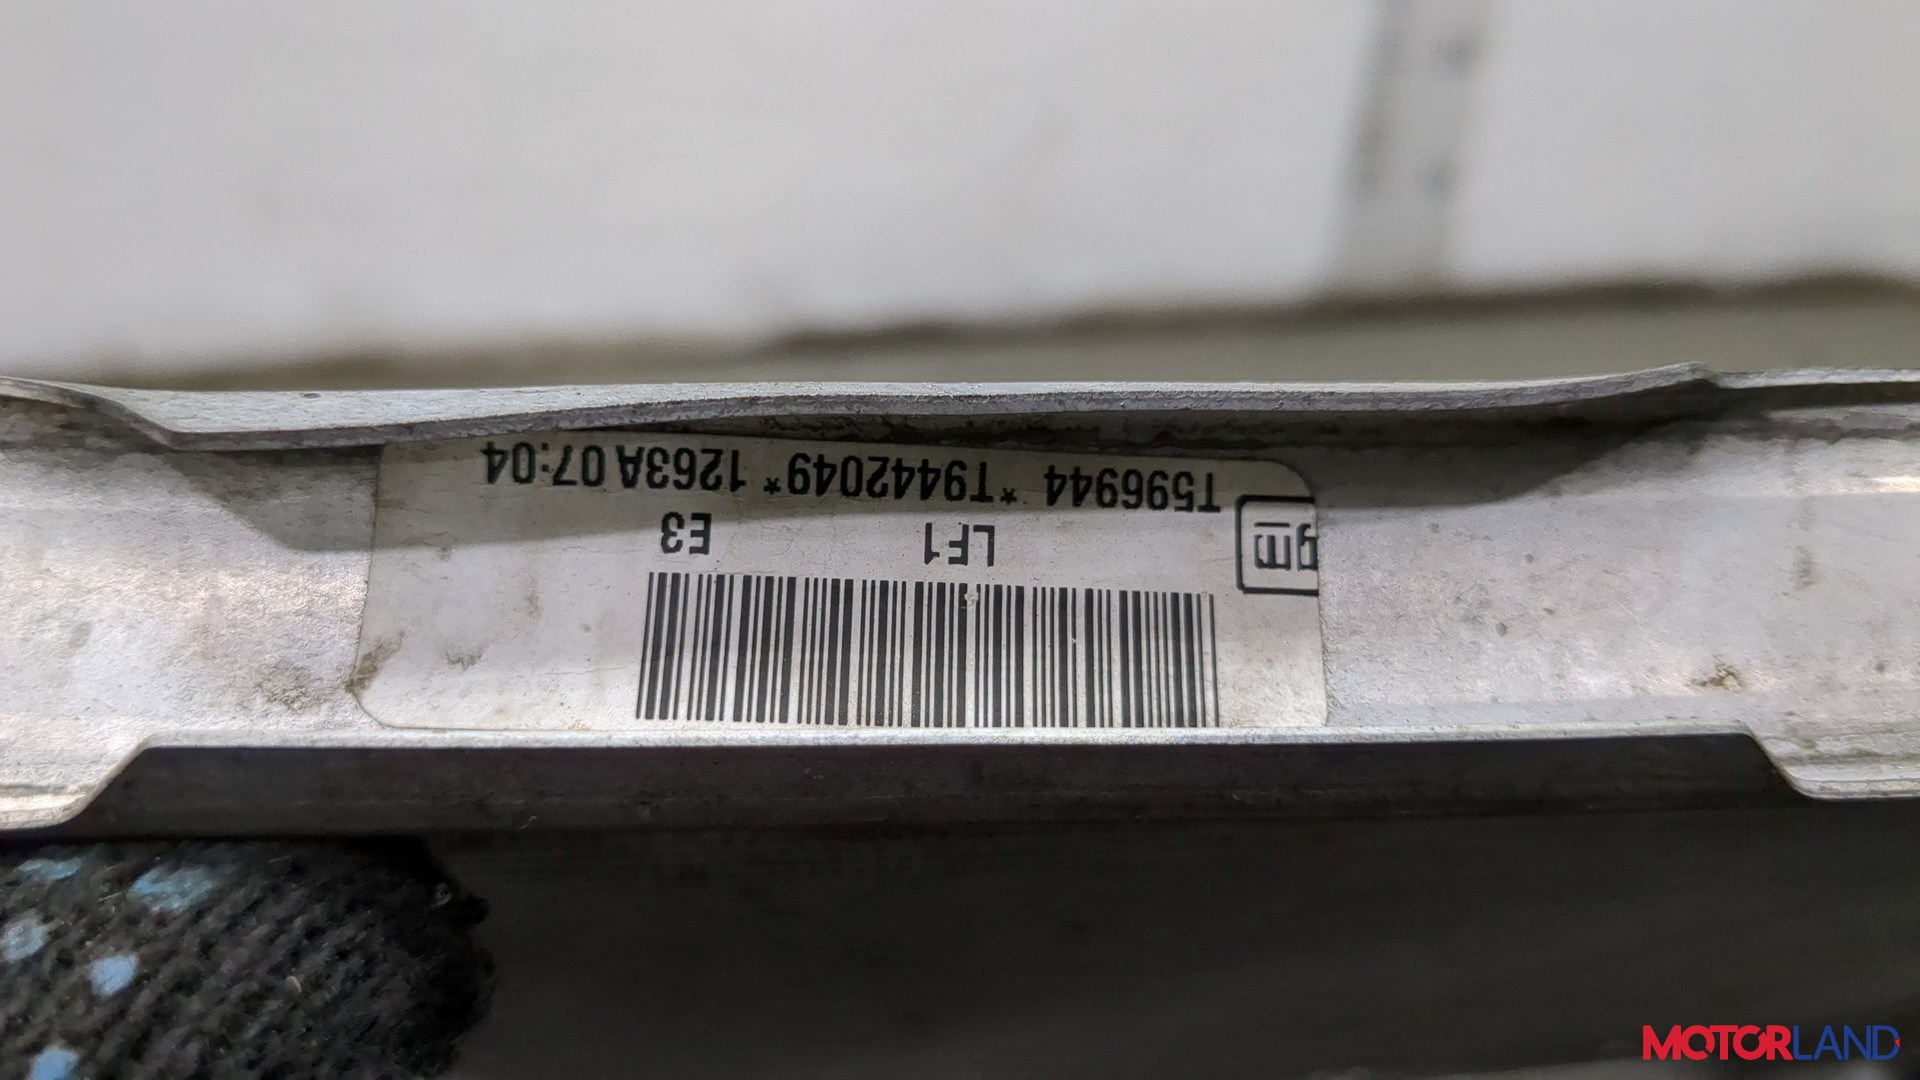 gm
T596944 *T9442049* 1263A 07:04
LF1 E3
MOTORLAND